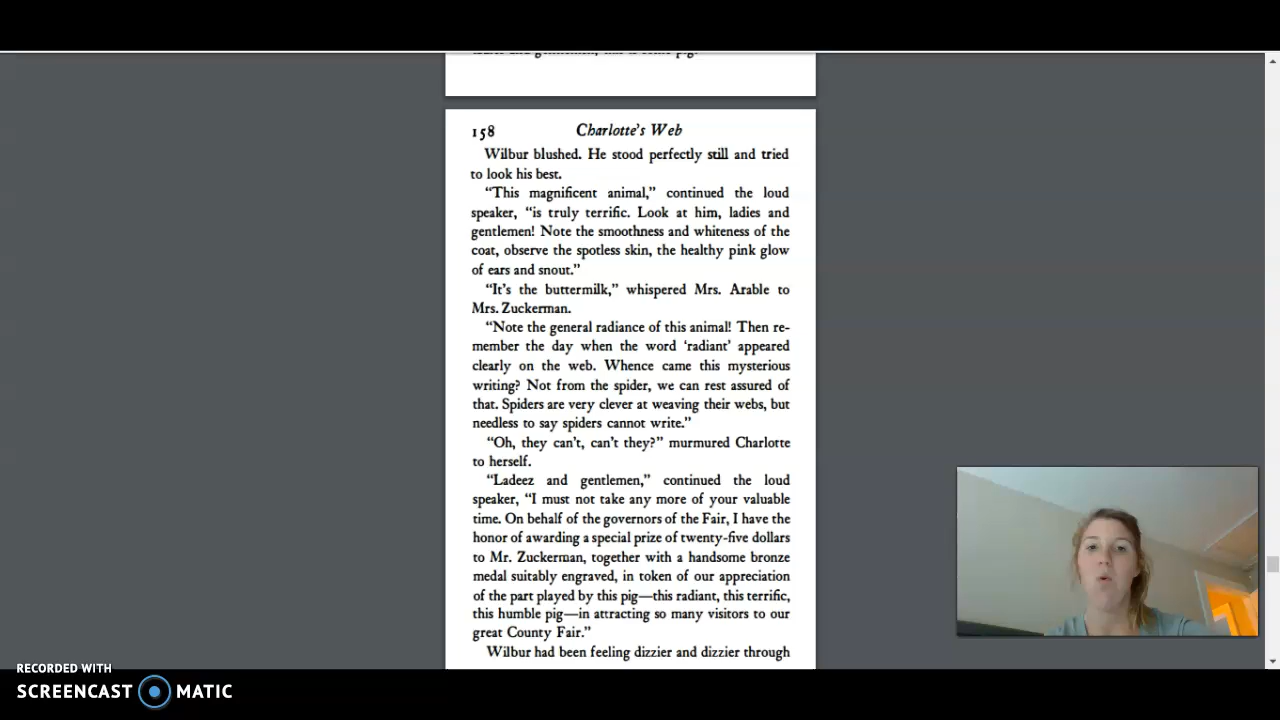 158 Charlotte's Web
Wilbur blushed. He stood perfectly still and tried
to look his best.
“This magnificent animal,” continued the loud
speaker, “is truly terrific. Look at him, ladies and
gentlemen! Note the smoothness and whiteness of the
coat, observe the spotless skin, the healthy pink glow
of ears and snout.”
“It's the buttermilk,” whispered Mrs. Arable to
Mrs. Zuckerman.
“Note the general radiance of this animal! Then re-
member the day when the word ‘radiant’ appeared
clearly on the web. Whence came this mysterious
writing? Not from the spider, we can rest assured of
that. Spiders are very clever at weaving their webs, but
needless to say spiders cannot write.”
“Oh, they can't, can't they?” murmured Charlotte
to herself.
“Ladeez and gentlemen,” continued the loud
speaker, “I must not take any more of your valuable
time. On behalf of the governors of the Fair, I have the
honor of awarding a special prize of twenty-five dollars
to Mr. Zuckerman, together with a handsome bronze
medal suitably engraved, in token of our appreciation
of the part played by this pig—this radiant, this terrific,
this humble pig—in attracting so many visitors to our
great County Fair.”
Wilbur had been feeling dizzier and dizzier through
RECORDED WITH
SCREENCAST MATIC